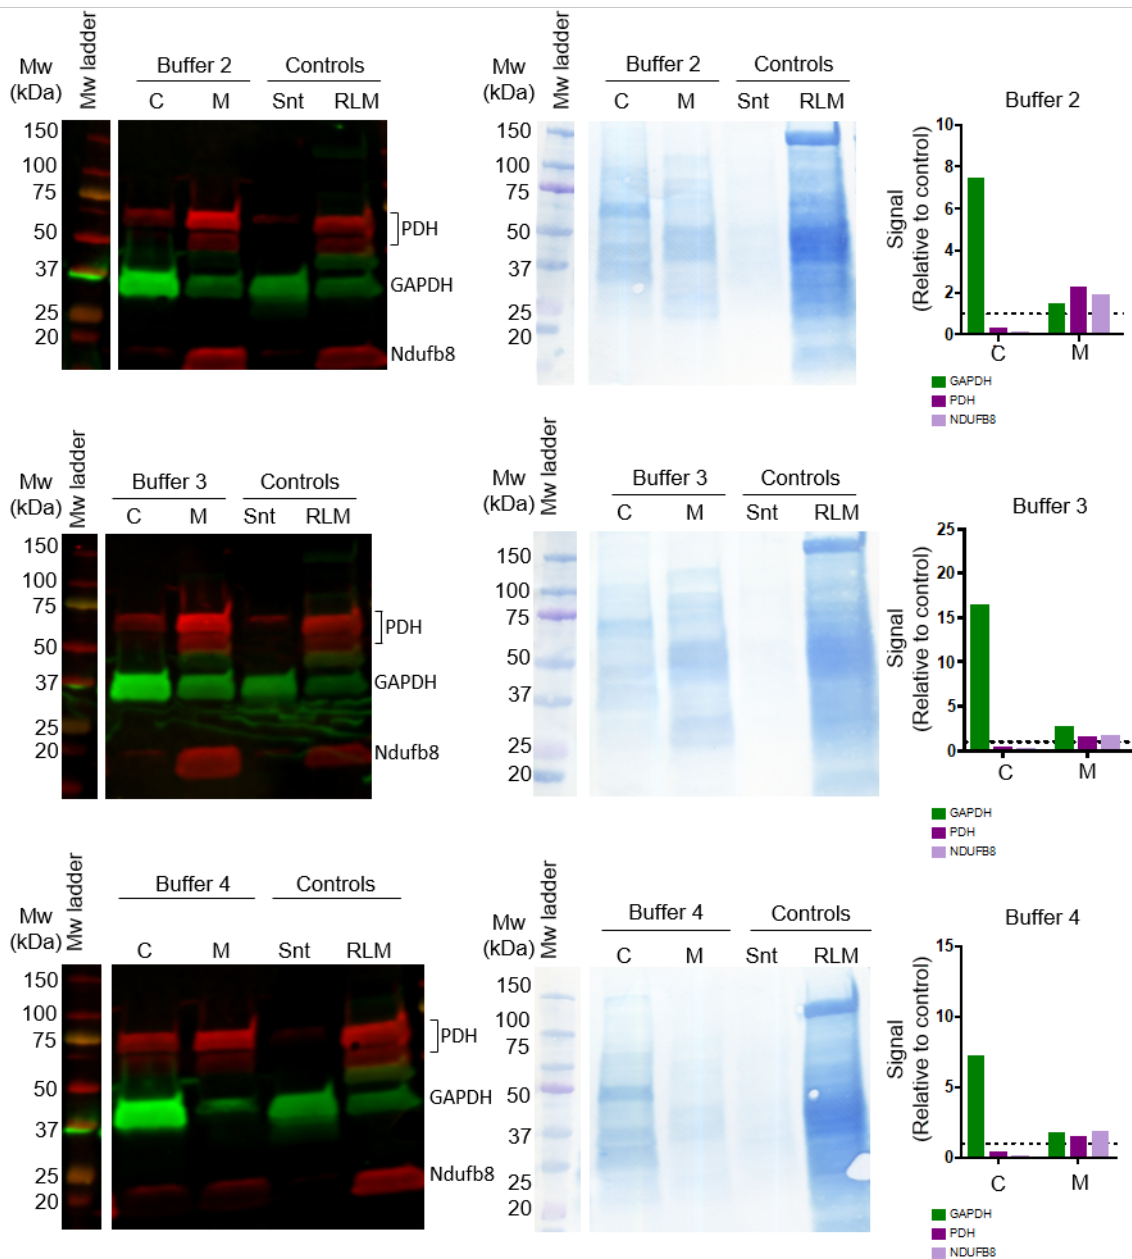 Mw
(kDa)
Mw ladder
Buffer 2
Controls
C
M
Snt
RLM
150
100
75
50
37
25
20
PDH
GAPDH
Ndufb8
Mw
(kDa)
Mw ladder
Buffer 2
Controls
C
M
Snt
RLM
150
100
75
50
37
25
20
Buffer 2
Signal
(Relative to control)
10
8
6
4
2
0
C
M
GAPDH
PDH
NDUFB8
Mw
(kDa)
Mw ladder
Buffer 3
Controls
C
M
Snt
RLM
150
100
75
50
37
25
20
PDH
GAPDH
Ndufb8
Mw
(kDa)
Mw ladder
Buffer 3
Controls
C
M
Snt
RLM
150
100
75
50
37
25
20
Buffer 3
Signal
(Relative to control)
25
20
15
10
5
0
C
M
GAPDH
PDH
NDUFB8
Mw
(kDa)
Mw ladder
Buffer 4
Controls
C
M
Snt
RLM
150
100
75
50
37
25
20
PDH
GAPDH
Ndufb8
Mw
(kDa)
Mw ladder
Buffer 4
Controls
C
M
Snt
RLM
150
100
75
50
37
25
20
Buffer 4
Signal
(Relative to control)
15
10
5
0
C
M
GAPDH
PDH
NDUFB8